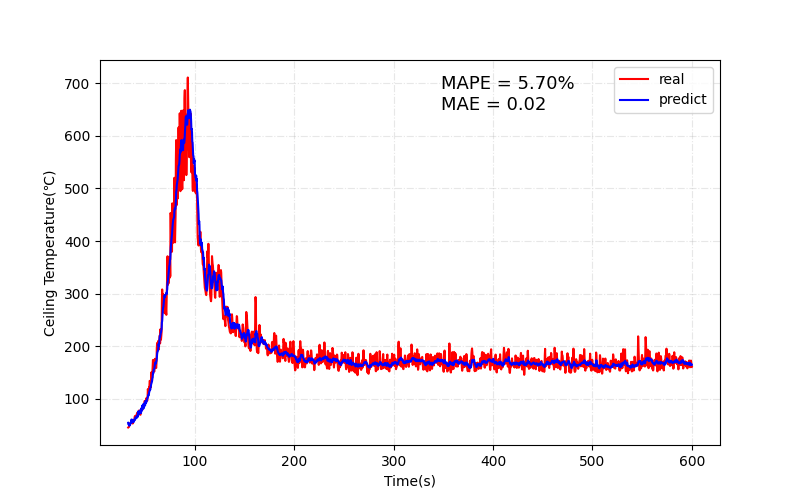 MAPE = 5.70%
MAE = 0.02
real
predict
700
600
500
400
300
200
100
Ceiling Temperature(℃)
100 200 300 400 500 600
Time(s)